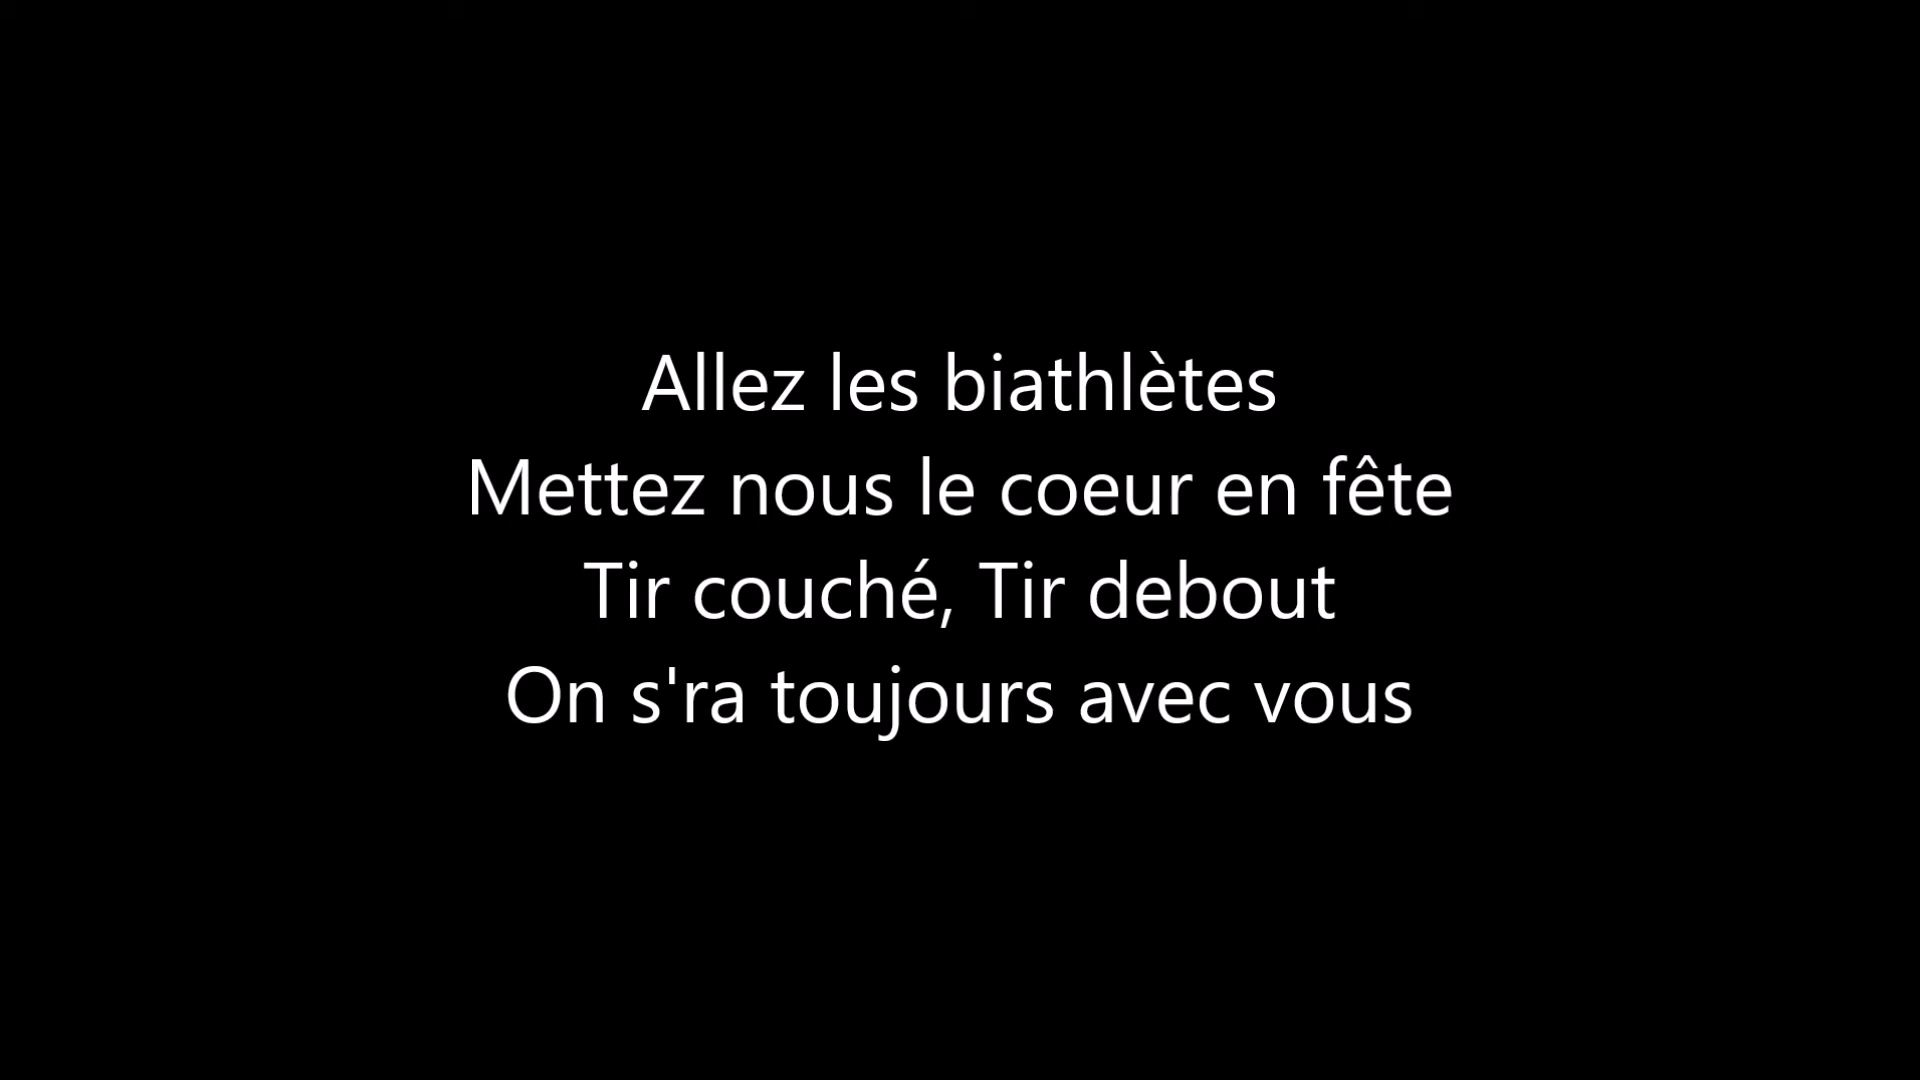 Allez les biathlètes
Mettez nous le coeur en fête
Tir couché, Tir debout
On s'ra toujours avec vous